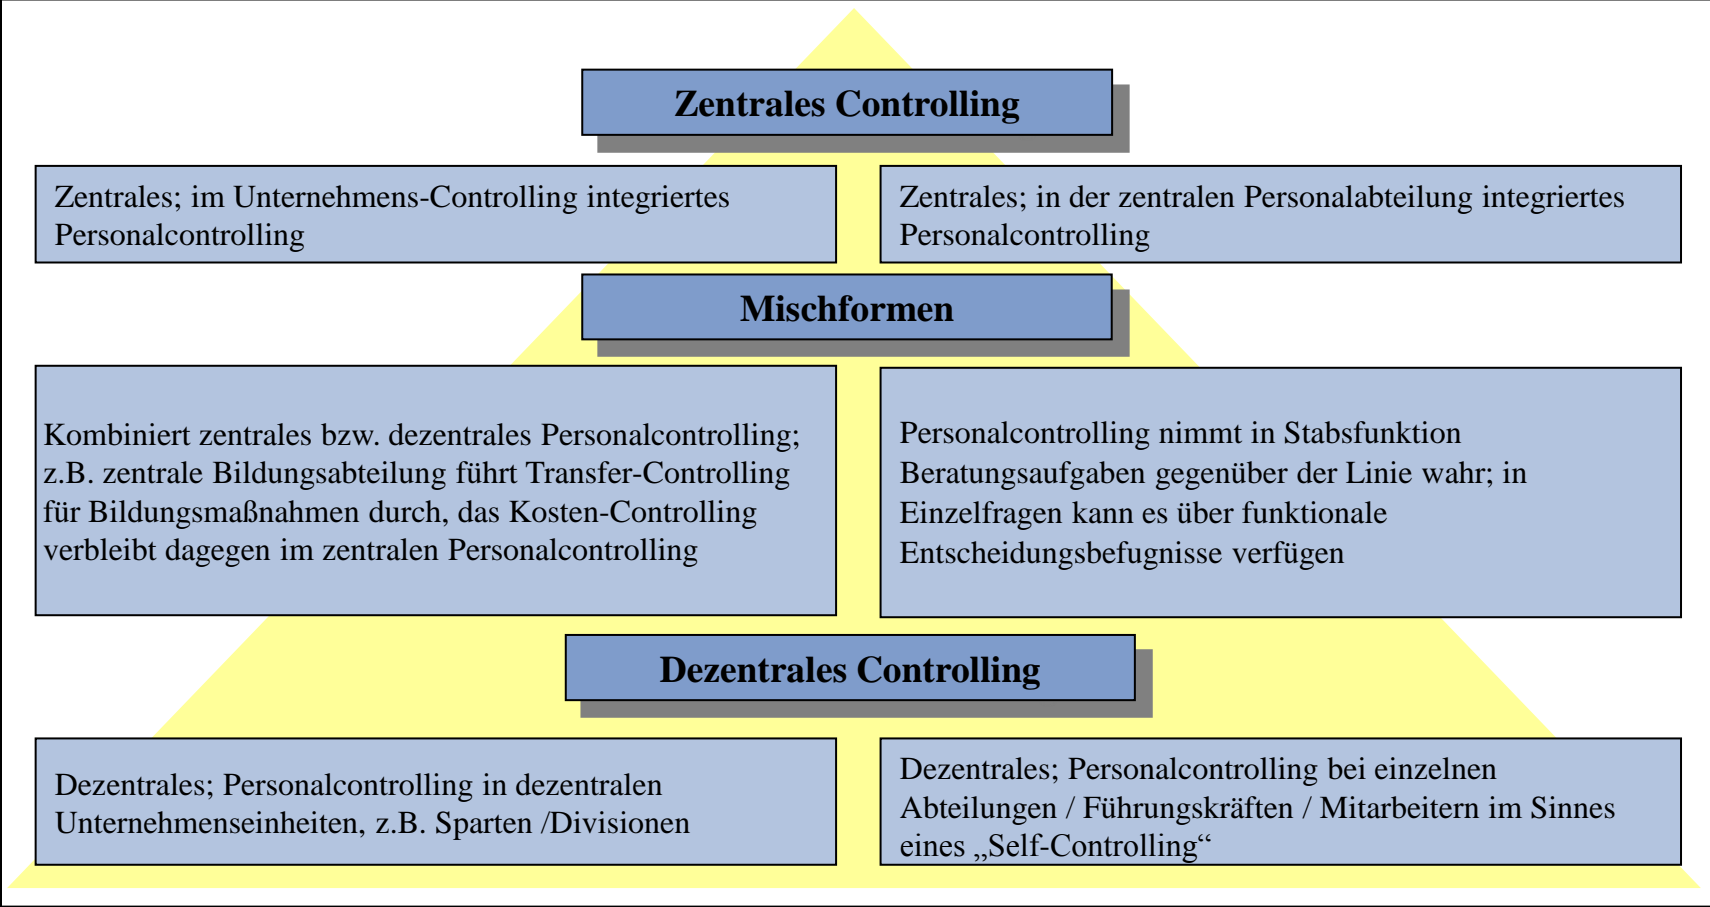 Zentrales Controlling
Zentrales; im Unternehmens-Controlling integriertes
Personalcontrolling
Zentrales; in der zentralen Personalabteilung integriertes
Personalcontrolling
Mischformen
Kombiniert zentrales bzw. dezentrales Personalcontrolling;
z.B. zentrale Bildungsabteilung führt Transfer-Controlling
für Bildungsmaßnahmen durch, das Kosten-Controlling
verbleibt dagegen im zentralen Personalcontrolling
Personalcontrolling nimmt in Stabsfunktion
Beratungsaufgaben gegenüber der Linie wahr; in
Einzelfragen kann es über funktionale
Entscheidungsbefugnisse verfügen
Dezentrales Controlling
Dezentrales; Personalcontrolling in dezentralen
Unternehmenseinheiten, z.B. Sparten /Divisionen
Dezentrales; Personalcontrolling bei einzelnen
Abteilungen / Führungskräften / Mitarbeitern im Sinnes
eines „Self-Controlling“